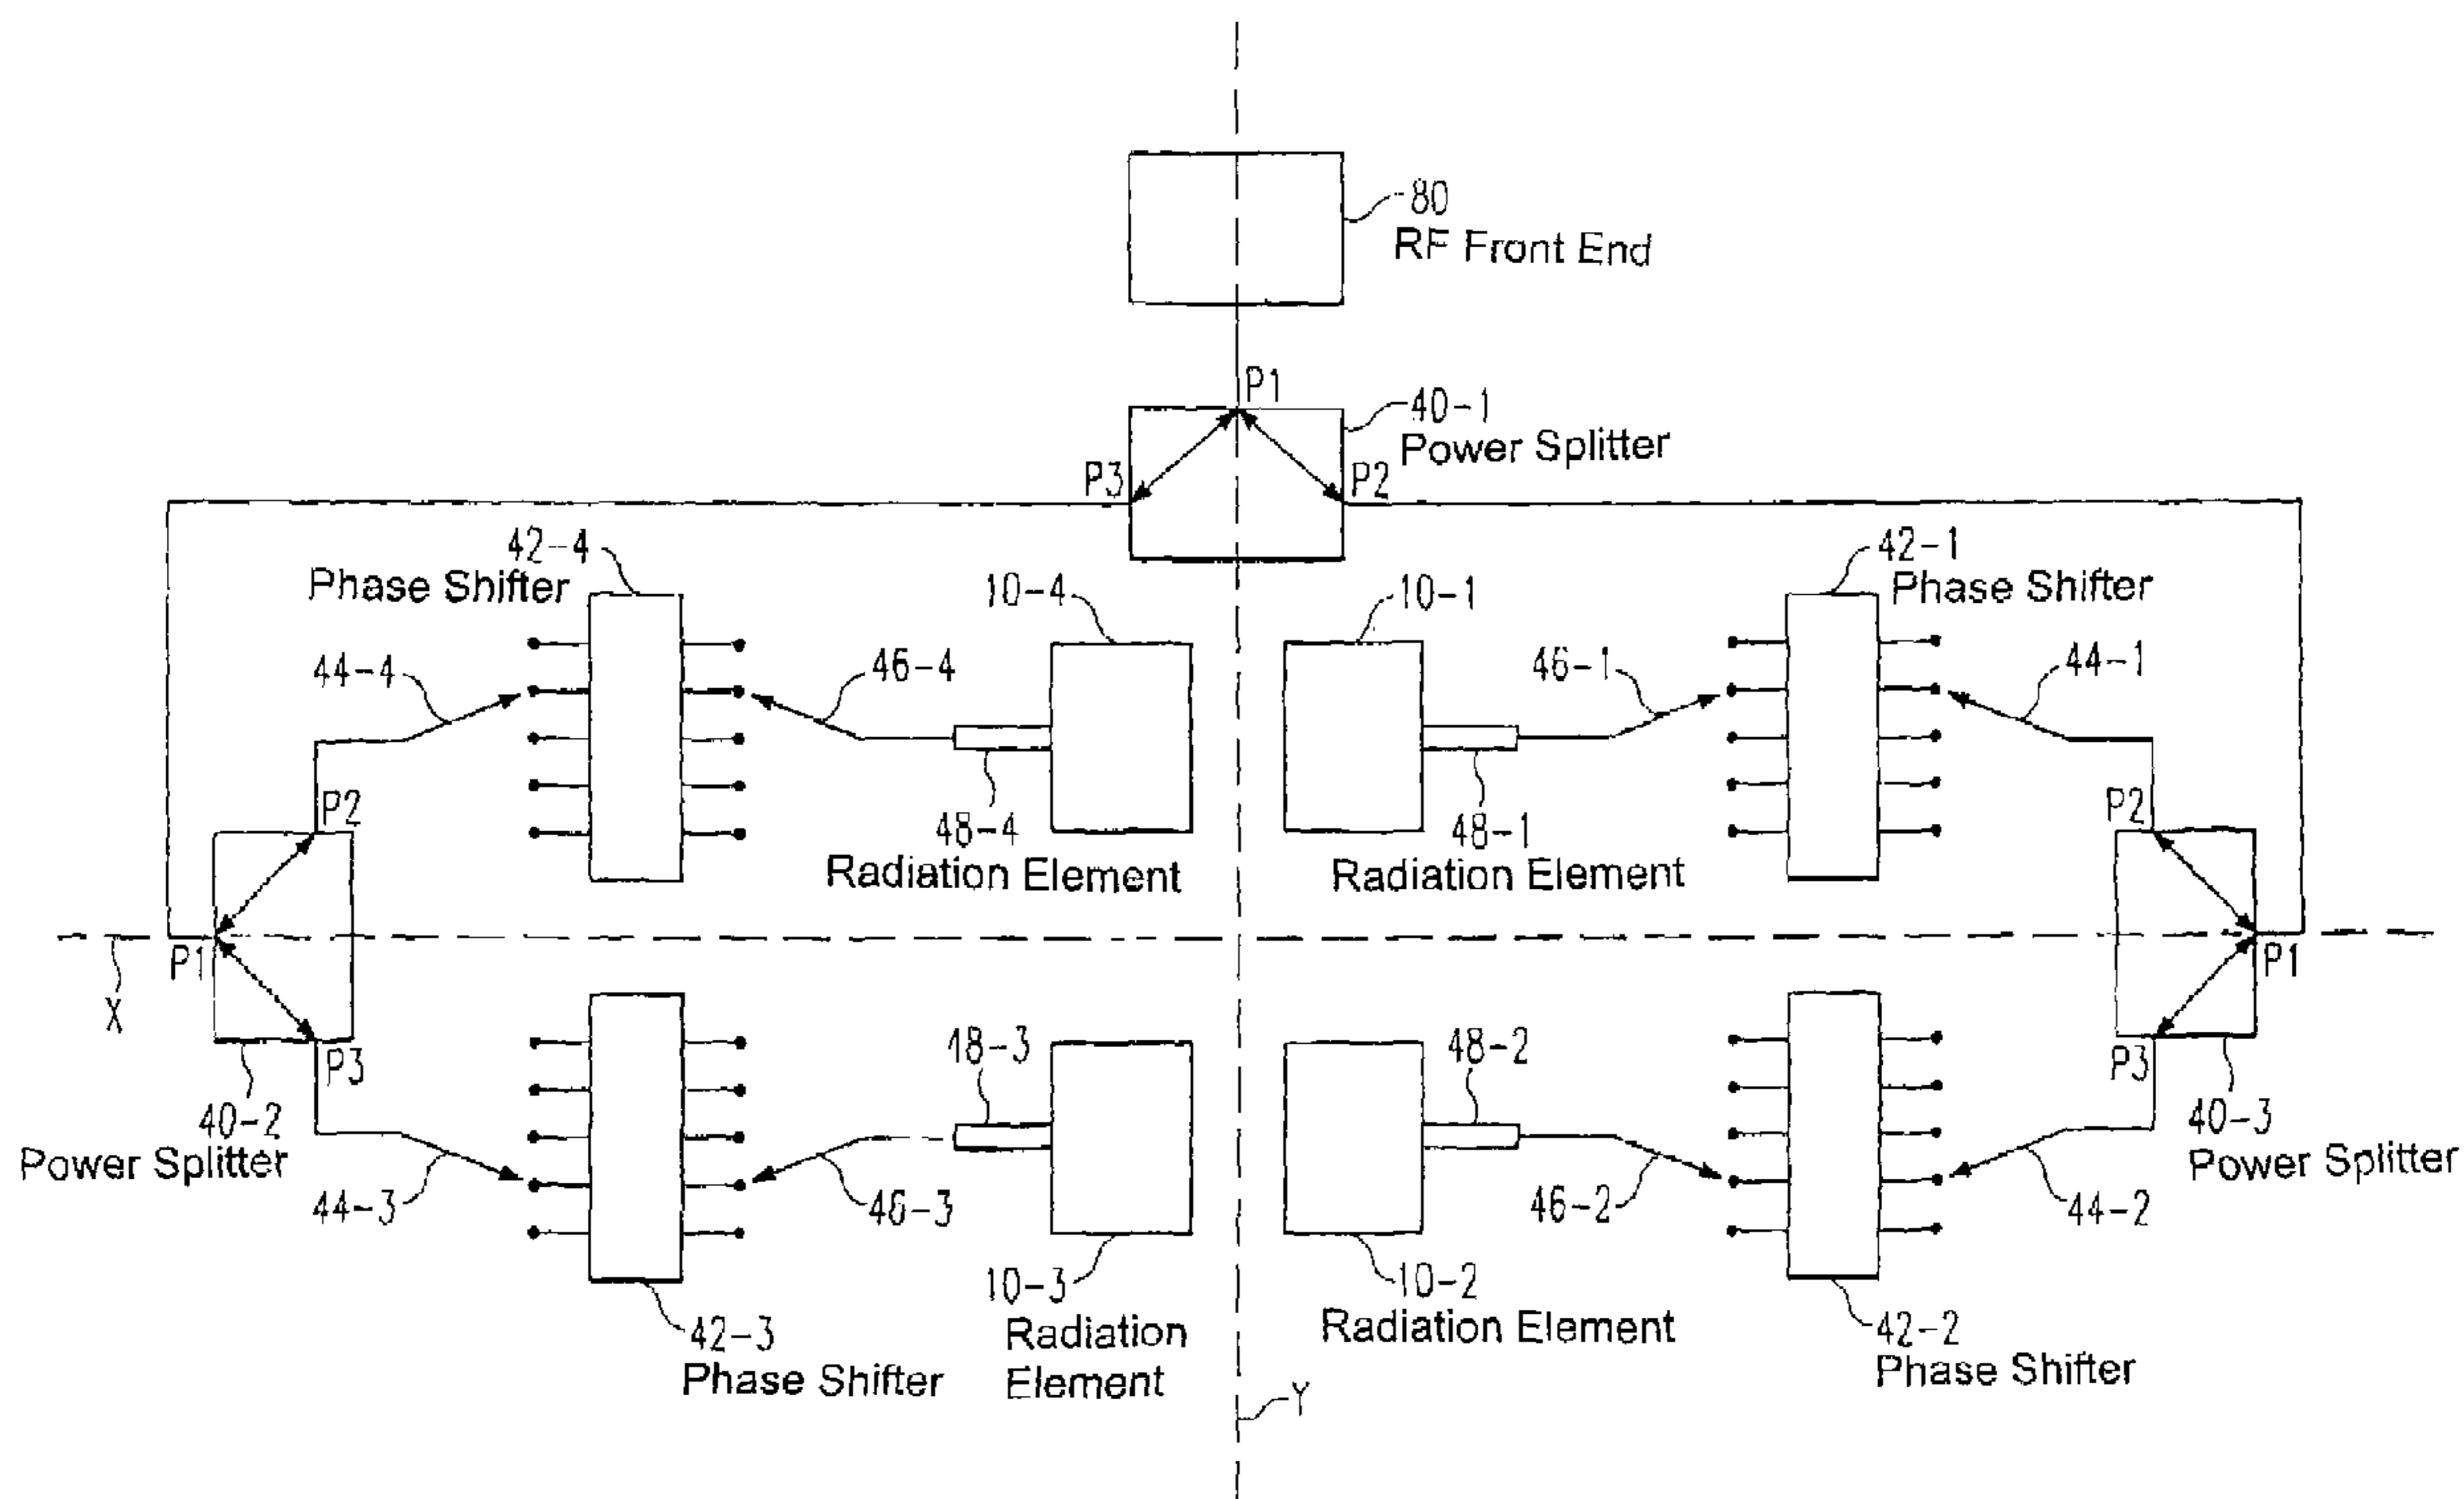 80
RF Front End
P1
40-1
Power Splitter
P3
P2
42-4
Phase Shifter
10-4
10-1
42-1
Phase Shifter
44-4
46-4
46-1
44-1
P2
48-4
Radiation Element
48-1
Radiation Element
P2
P1
X
P1
P3
40-2
Power Splitter
44-3
48-3
46-3
48-2
46-2
P3
40-3
Power Splitter
44-2
10-3
Radiation
Element
10-2
Radiation Element
42-3
Phase Shifter
42-2
Phase Shifter
Y